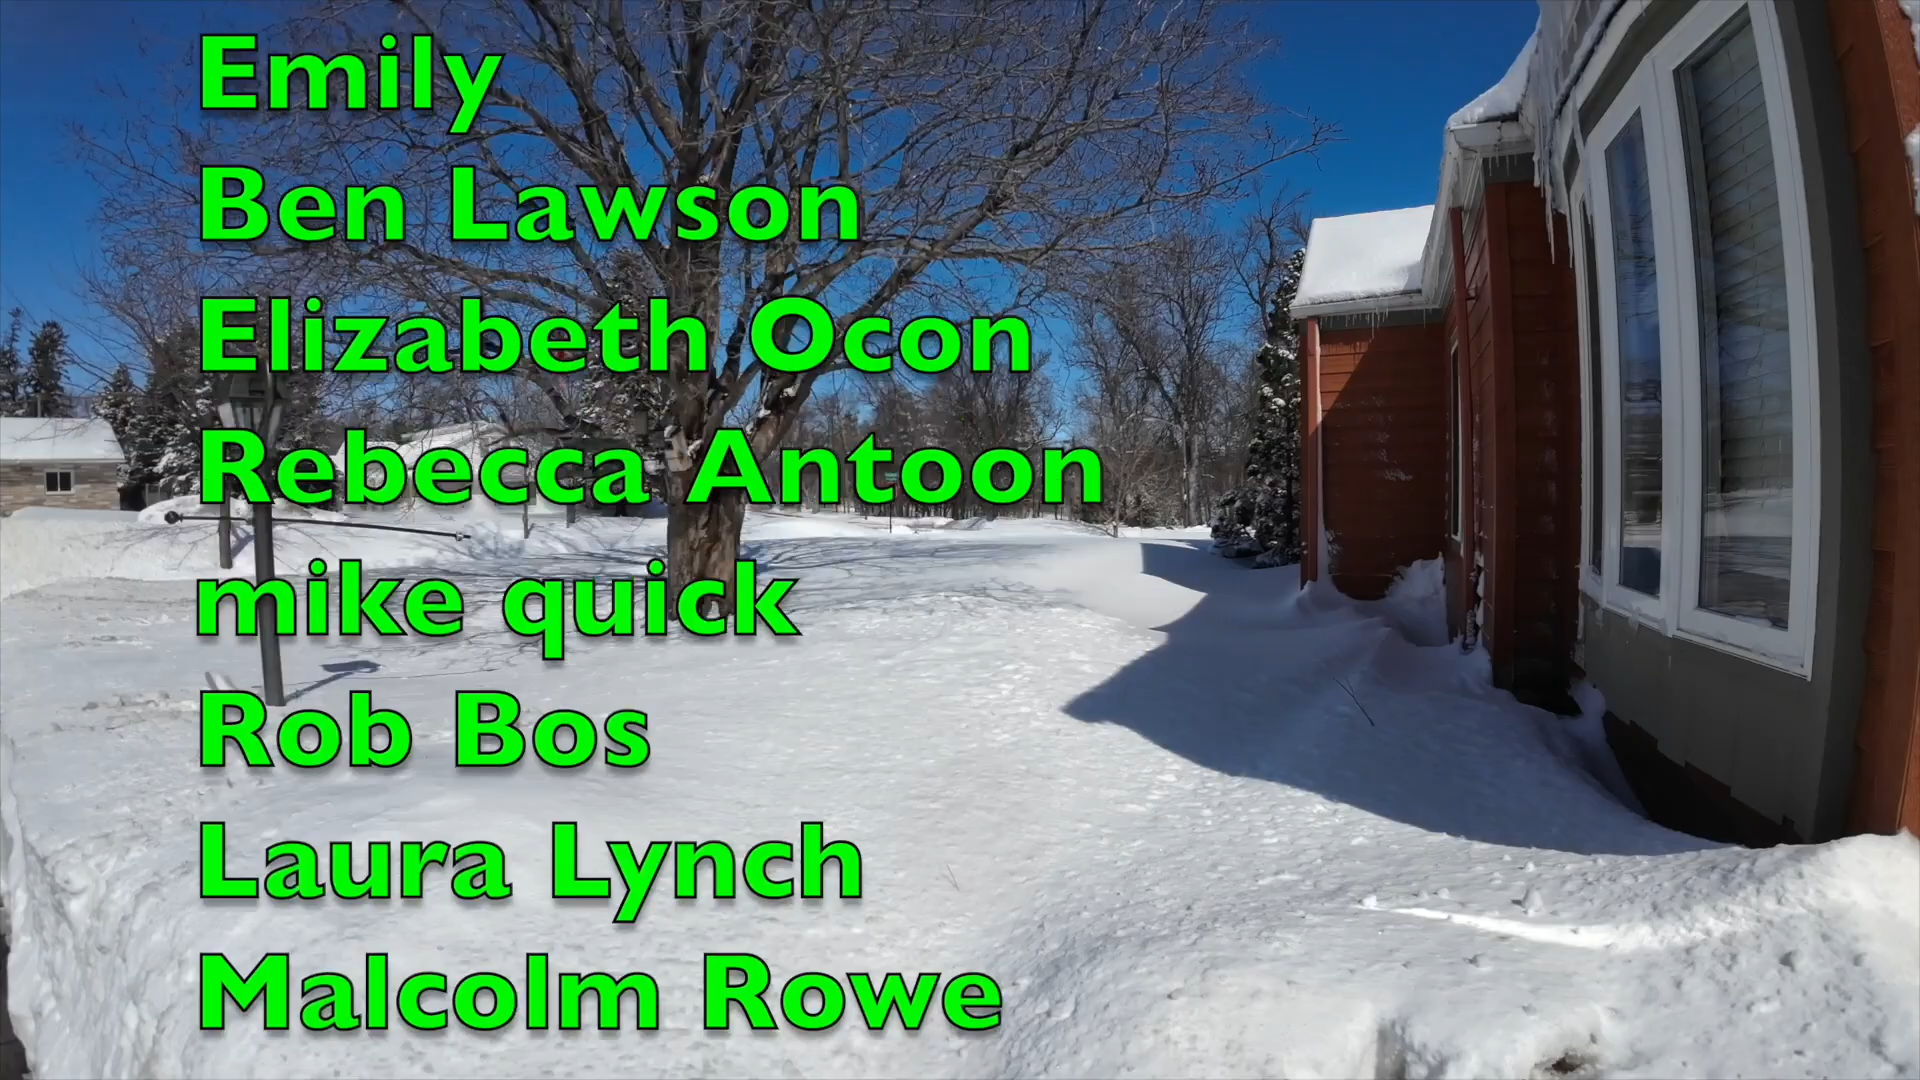 Emily
Ben Lawson
Elizabeth Ocon
Rebecca Antoon
mike quick
Rob Bos
Laura Lynch
Malcolm Rowe